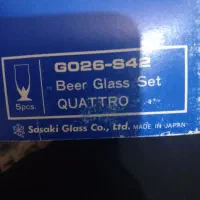 G026-S42
Beer Glass Set
5pcs.
QUATTRO
Sasaki Glass Co., Ltd. MADE IN JAPAN